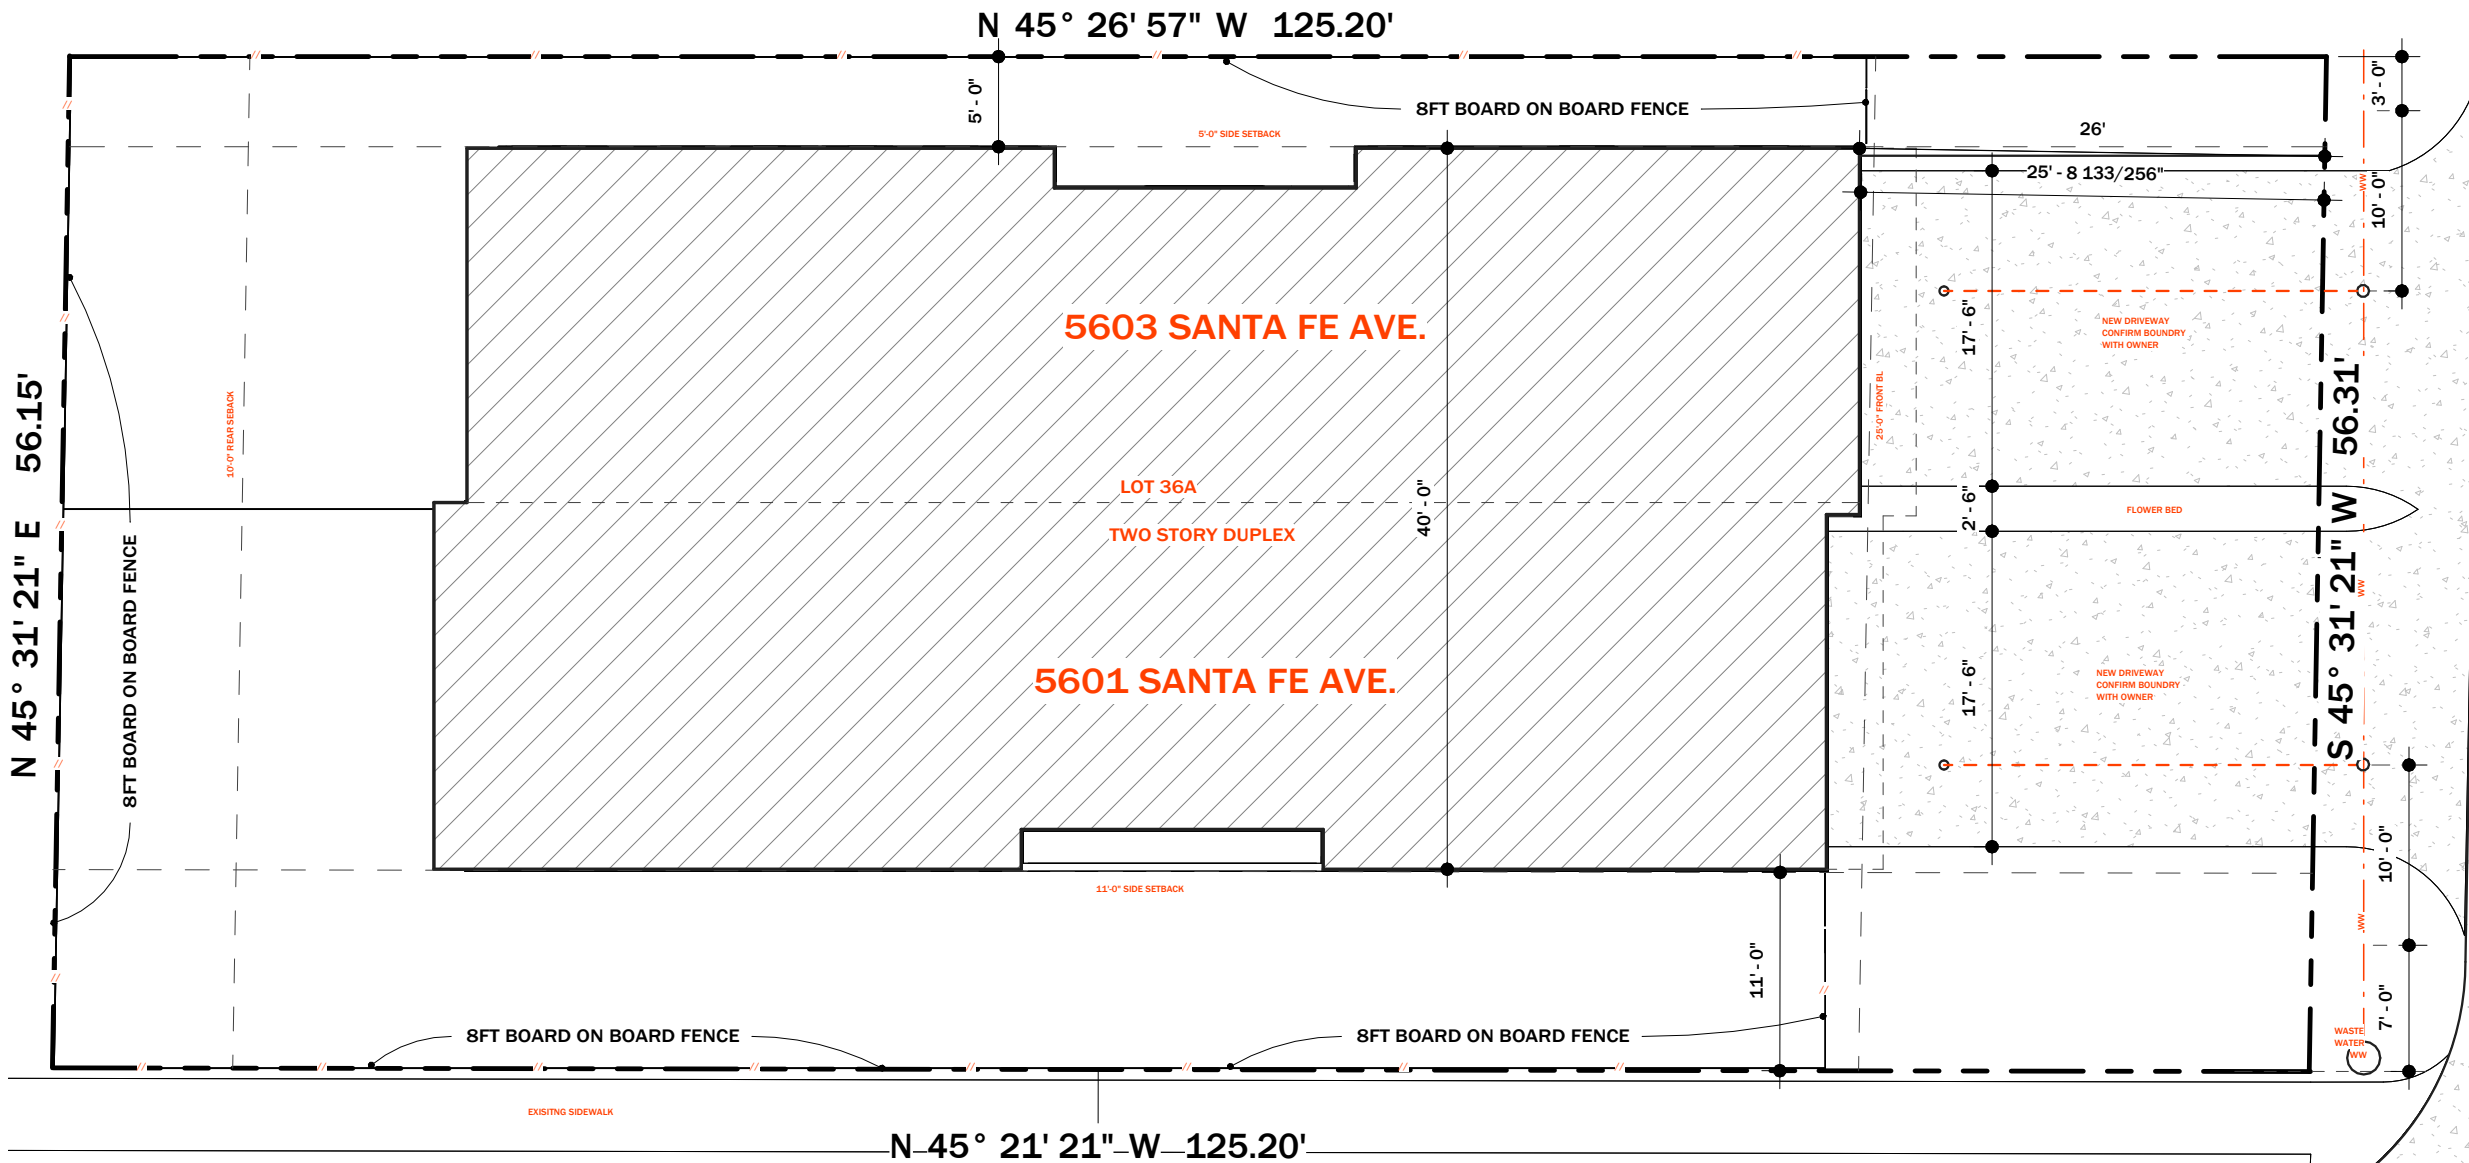 N 45° 26' 57" W 125.20'
5' - 0"
8FT BOARD ON BOARD FENCE
3' - 0"
5'-0" SIDE SETBACK
26'
25' - 8 133/256"
WW
10' - 0"
5603 SANTA FE AVE.
17' - 6"
NEW DRIVEWAY
CONFIRM BOUNDRY
WITH OWNER
N 45° 31' 21" E 56.15'
10'-0" REAR SEBACK
25'-0" FRONT BL
S 45° 31' 21" W 56.31'
LOT 36A
40' - 0"
2' - 6"
FLOWER BED
TWO STORY DUPLEX
8FT BOARD ON BOARD FENCE
WW
5601 SANTA FE AVE.
17' - 6"
NEW DRIVEWAY
CONFIRM BOUNDRY
WITH OWNER
10' - 0"
11'-0" SIDE SETBACK
WW
11' - 0"
7' - 0"
8FT BOARD ON BOARD FENCE
8FT BOARD ON BOARD FENCE
WASTE
WATER
WW
EXISITNG SIDEWALK
N 45° 21' 21" W 125.20'